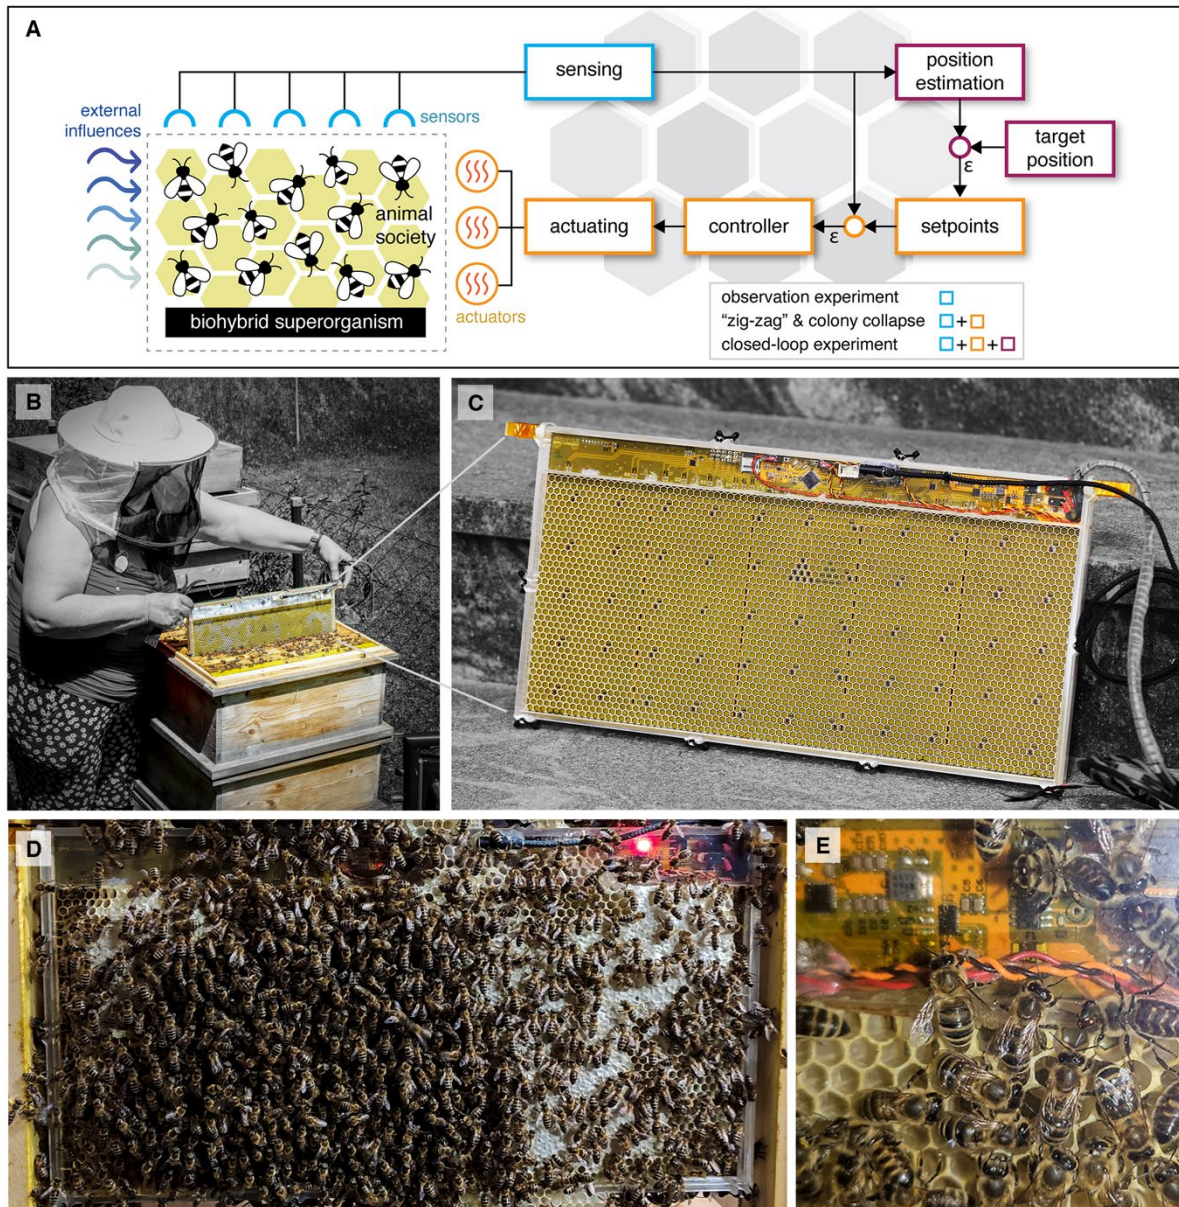 A
external
influences
sensors
animal
society
biohybrid superorganism
actuators
sensing
position
estimation
target
position
ε
actuating
controller
ε
setpoints
observation experiment
“zig-zag” & colony collapse
+
closed-loop experiment
+ +
B
C
D
E